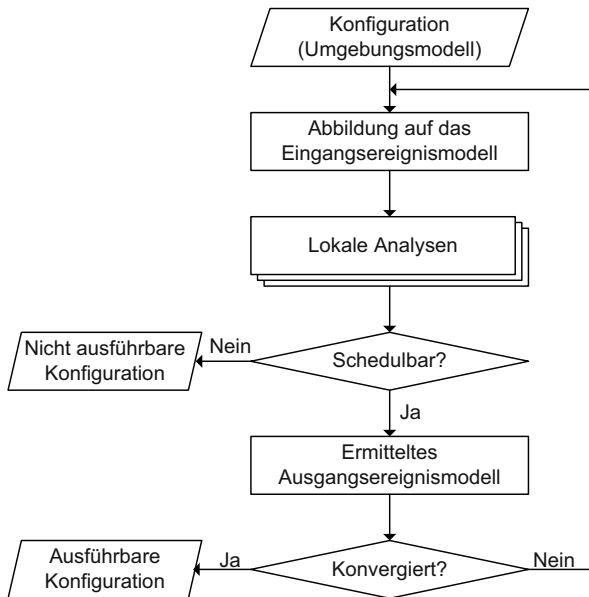 Konfiguration
(Umgebungsmodell)
Abbildung auf das
Eingangsereignismodell
Lokale Analysen
Nicht ausführbare
Konfiguration
Nein
Schedulbar?
Ja
Ermitteltes
Ausgangsereignismodell
Ausführbare
Konfiguration
Ja
Konvergiert?
Nein